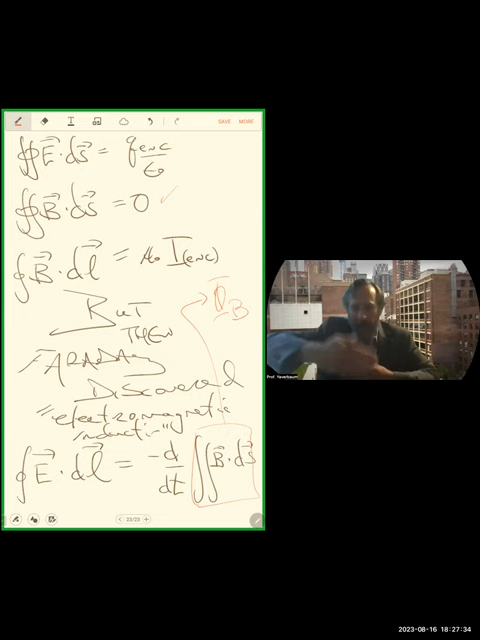 SAVE MORE
∯E⃗·dS⃗ = qenc/ε₀
∯B⃗·dS⃗ = 0 ✓
∮B⃗·dl⃗ = μ₀ I(enc)
BUT
THEN
Φ_B
FARADAY
Discovered
"electromagnetic
induction"
∮E⃗·dl⃗ = -d/dt ∬B⃗·dS⃗
23/23
Prof. Yaverbaum
2023-08-16 18:27:34